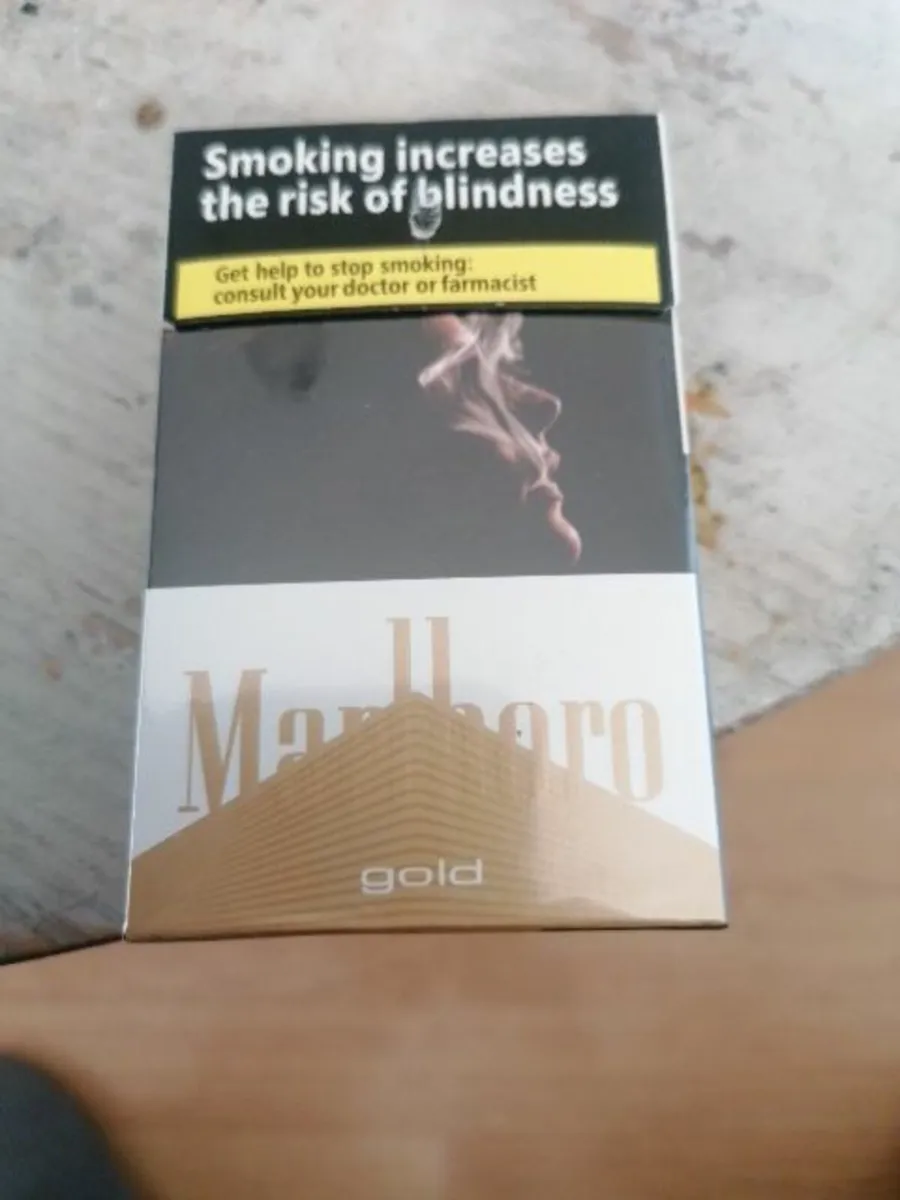 Smoking increases
the risk of blindness
Get help to stop smoking:
consult your doctor or farmacist
Marlboro
gold